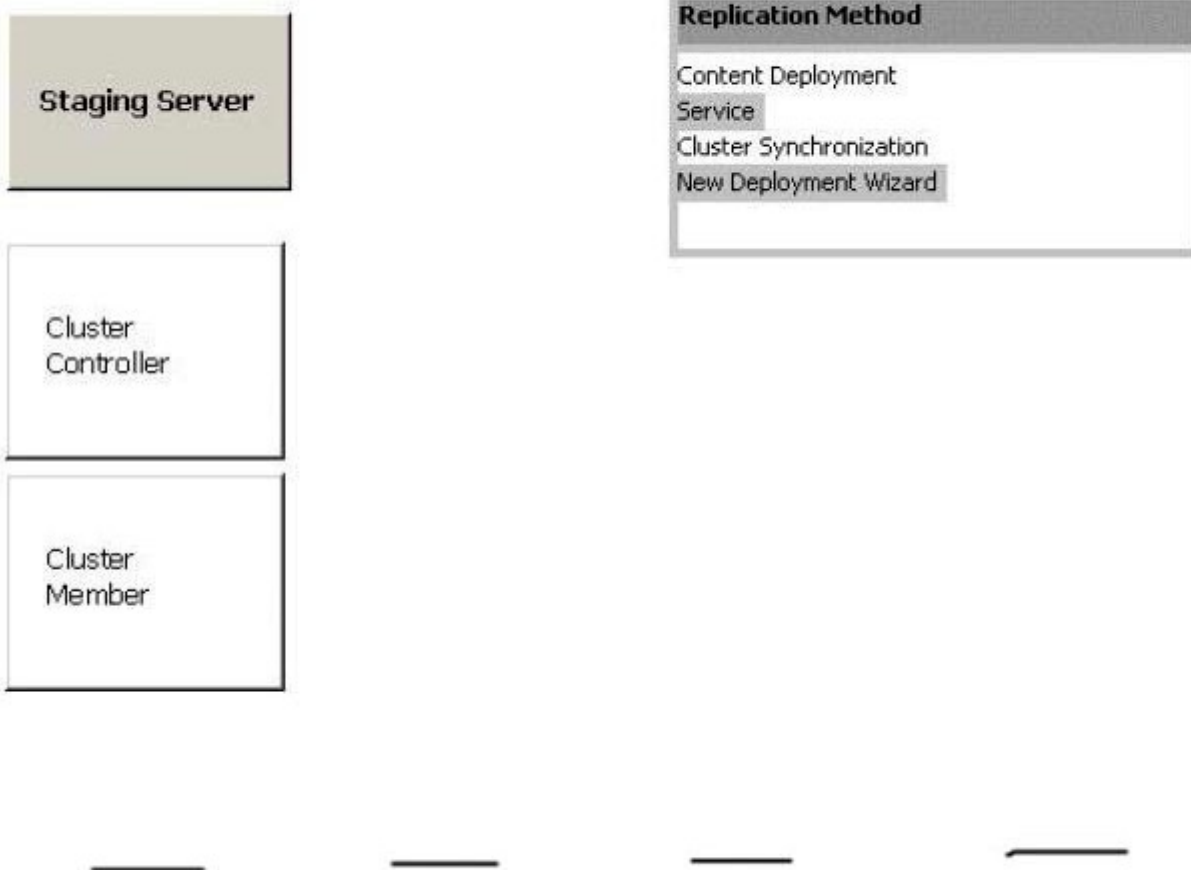 Staging Server
Cluster
Controller
Cluster
Member
Replication Method
Content Deployment
Service
Cluster Synchronization
New Deployment Wizard